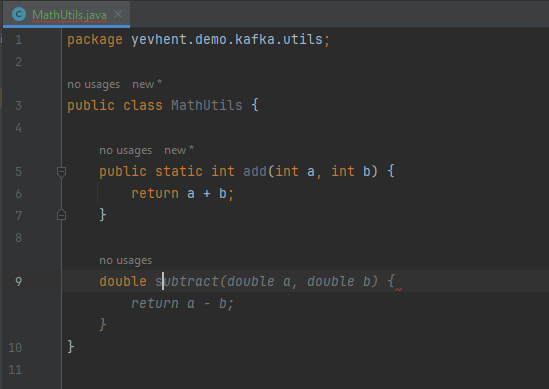 MathUtils.java
1 package yevhent.demo.kafka.utils;
2
no usages new *
3 public class MathUtils {
4
no usages new *
5 public static int add(int a, int b) {
6 return a + b;
7 }
8
no usages
9 double subtract(double a, double b) {
return a - b;
}
10 }
11